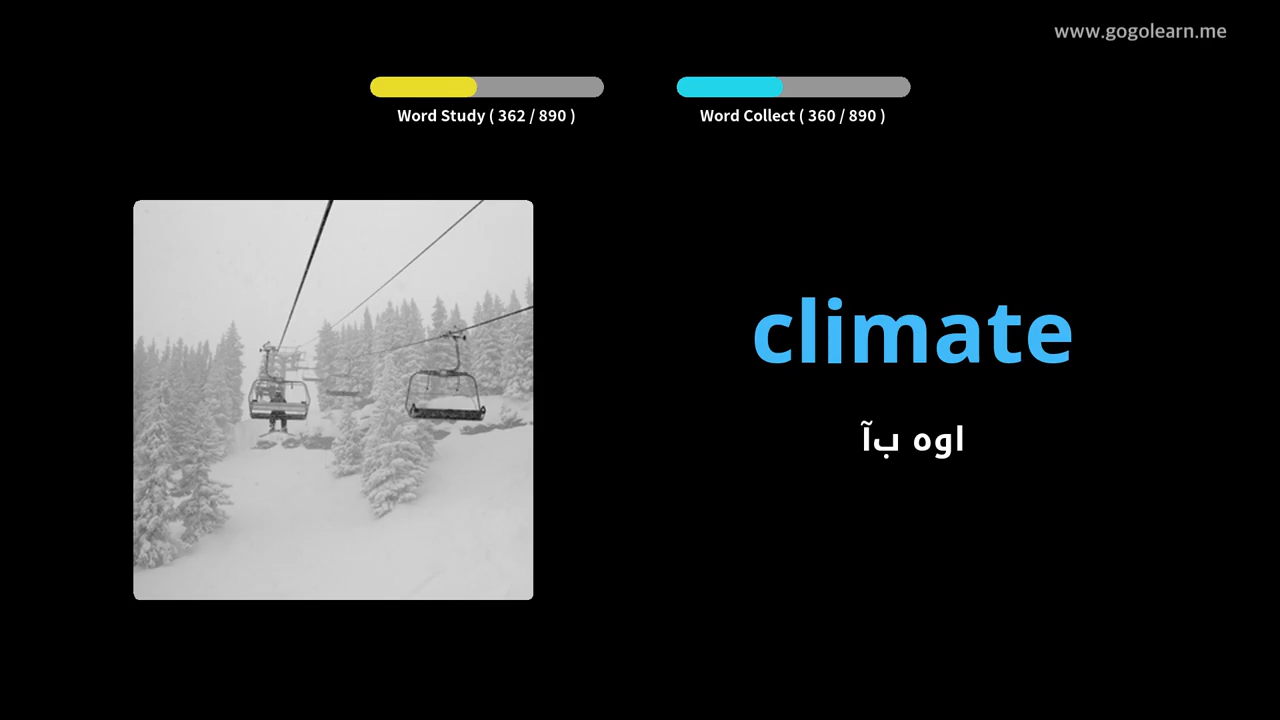 www.gogolearn.me
Word Study ( 362 / 890 )
Word Collect ( 360 / 890 )
climate
اوه بآ